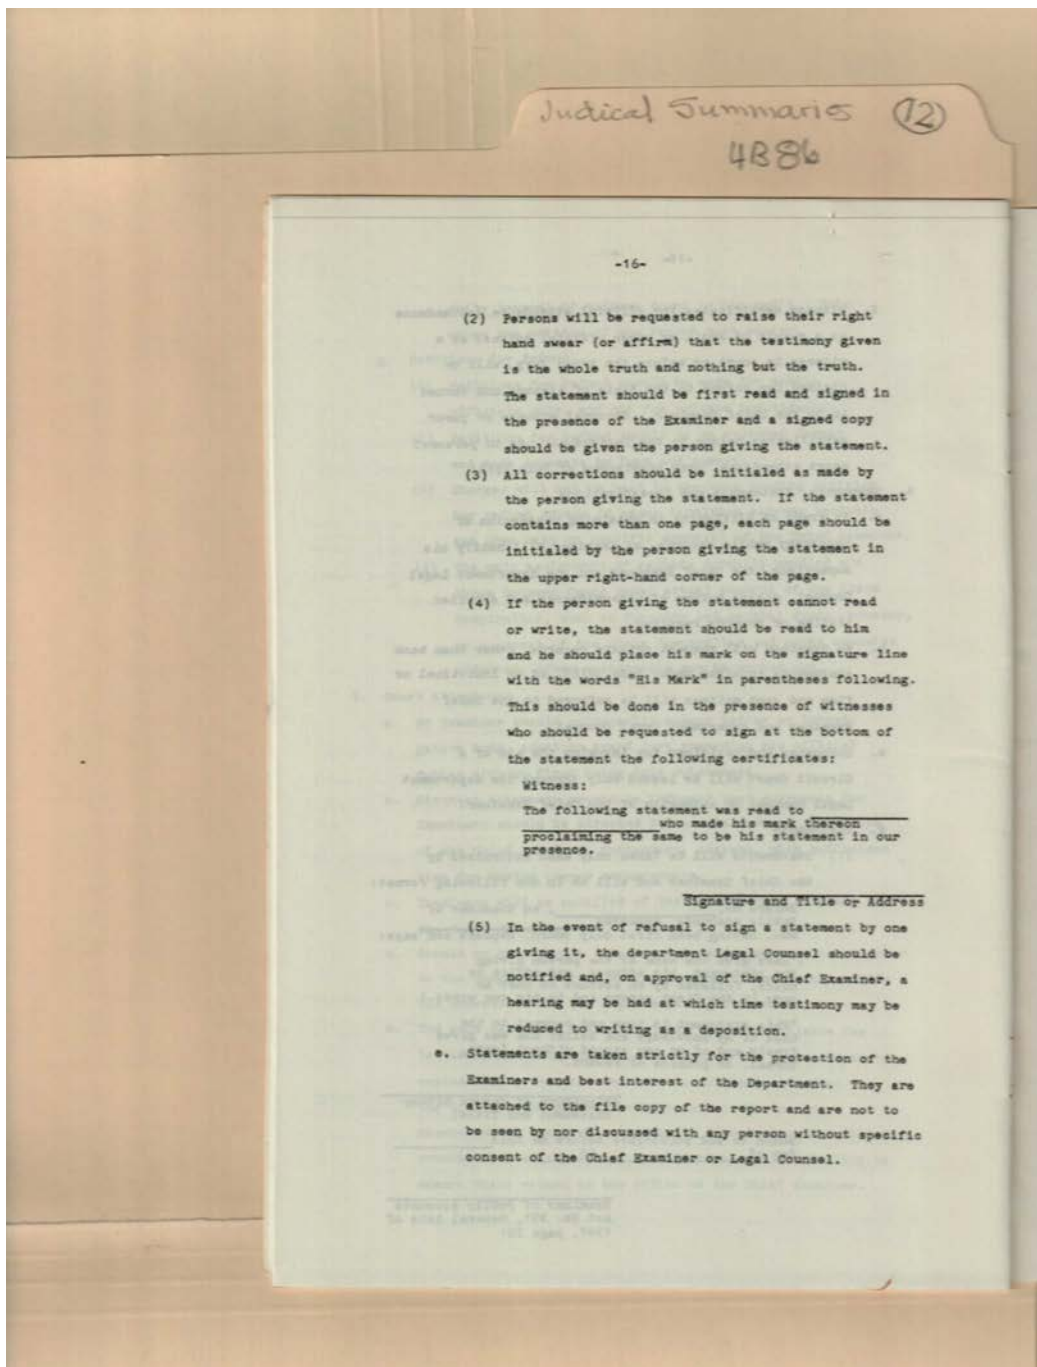 Judical Summaries 12
4B86
-16-
(2) Persons will be requested to raise their right
hand swear (or affirm) that the testimony given
is the whole truth and nothing but the truth.
The statement should be first read and signed in
the presence of the Examiner and a signed copy
should be given the person giving the statement.
(3) All corrections should be initialed as made by
the person giving the statement. If the statement
contains more than one page, each page should be
initialed by the person giving the statement in
the upper right-hand corner of the page.
(4) If the person giving the statement cannot read
or write, the statement should be read to him
and he should place his mark on the signature line
with the words "His Mark" in parentheses following.
This should be done in the presence of witnesses
who should be requested to sign at the bottom of
the statement the following certificates:
Witness:
The following statement was read to
who made his mark thereon
proclaiming the same to be his statement in our
presence.
Signature and Title or Address
(5) In the event of refusal to sign a statement by one
giving it, the department Legal Counsel should be
notified and, on approval of the Chief Examiner, a
hearing may be had at which time testimony may be
reduced to writing as a deposition.
e. Statements are taken strictly for the protection of the
Examiners and best interest of the Department. They are
attached to the file copy of the report and are not to
be seen by nor discussed with any person without specific
consent of the Chief Examiner or Legal Counsel.